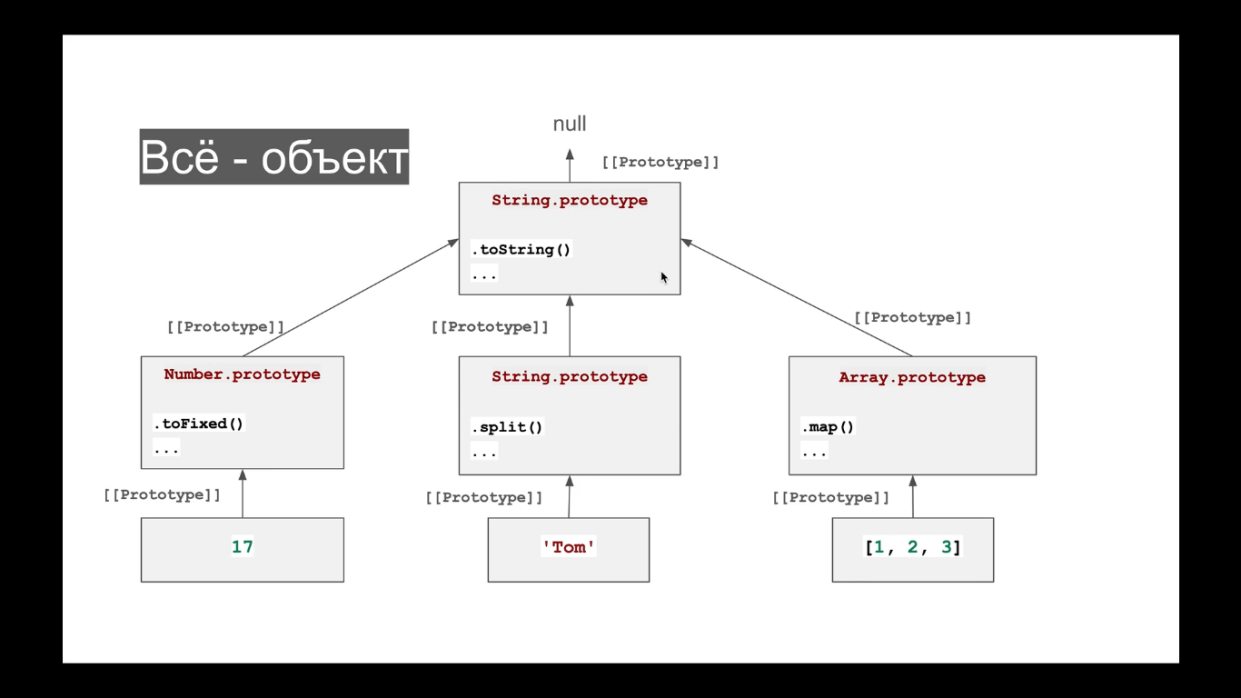 Всё - объект
null
[[Prototype]]
String.prototype
.toString()
...
[[Prototype]]
[[Prototype]]
[[Prototype]]
Number.prototype
.toFixed()
...
String.prototype
.split()
...
Array.prototype
.map()
...
[[Prototype]]
[[Prototype]]
[[Prototype]]
17
'Tom'
[1, 2, 3]